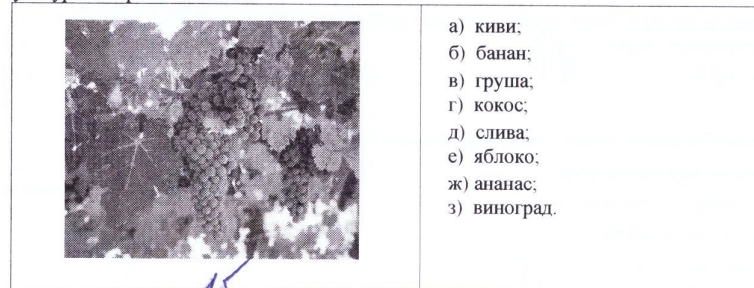 а) киви;
б) банан;
в) груша;
г) кокос;
д) слива;
е) яблоко;
ж) ананас;
з) виноград.